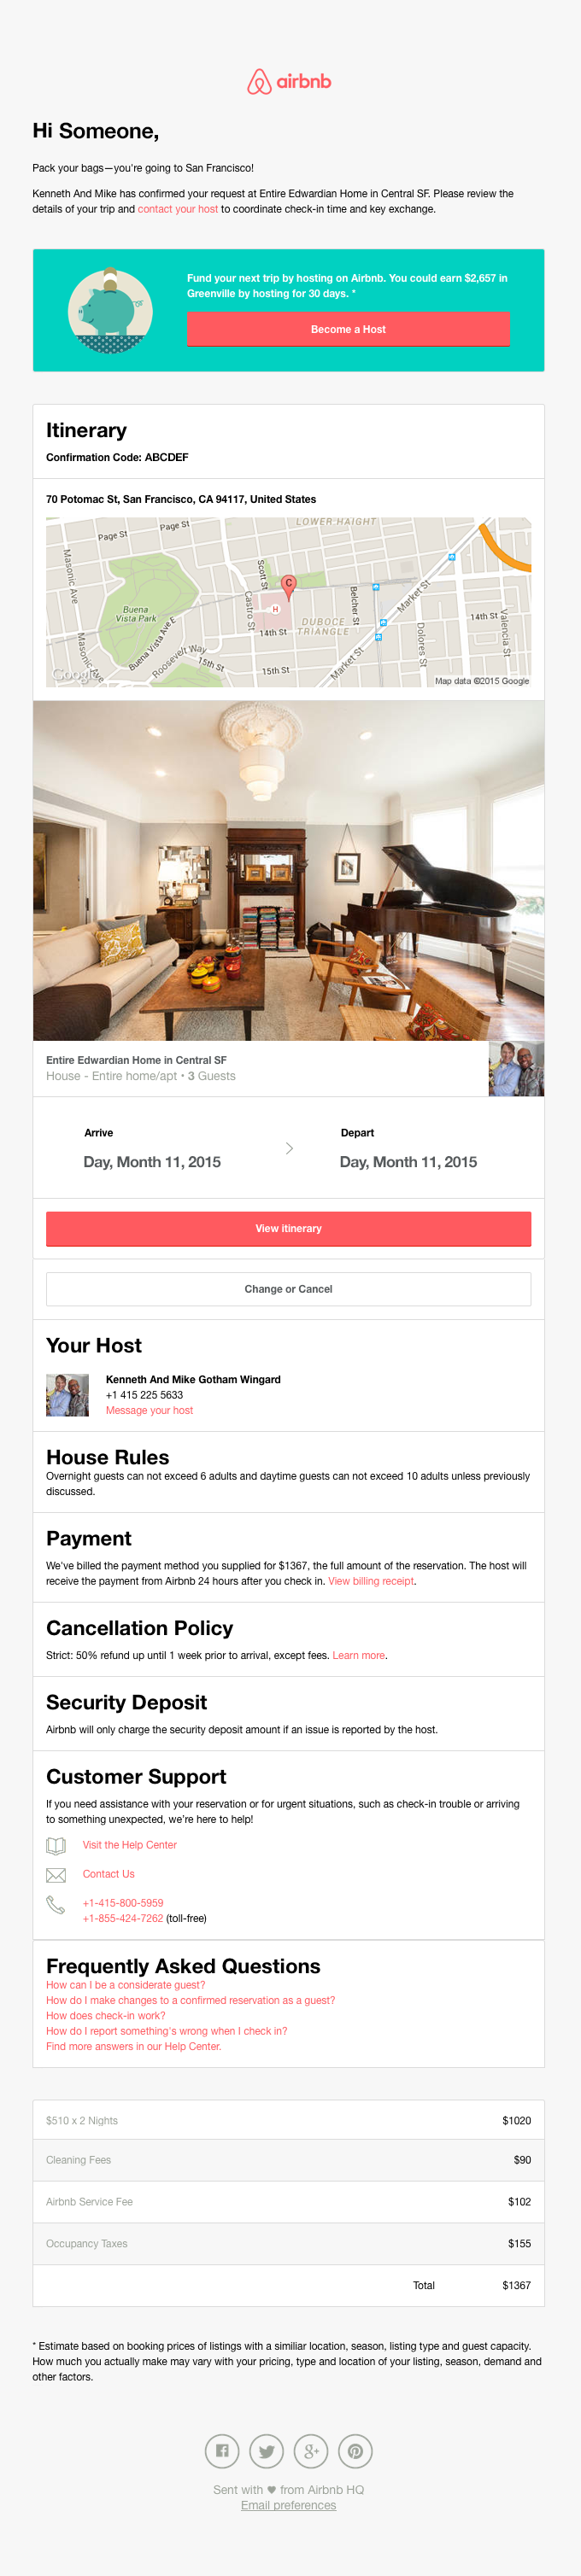 airbnb
Hi Someone,
Pack your bags—you're going to San Francisco!
Kenneth And Mike has confirmed your request at Entire Edwardian Home in Central SF. Please review the
details of your trip and contact your host to coordinate check-in time and key exchange.
Fund your next trip by hosting on Airbnb. You could earn $2,657 in
Greenville by hosting for 30 days. *
Become a Host
Itinerary
Confirmation Code: ABCDEF
70 Potomac St, San Francisco, CA 94117, United States
LOWER HAIGHT
Page St
Page St
Masonic Ave
Scott St
C
Buena
Vista Park
Castro St
H
Belcher St
Market St
14th St
DUBOCE
TRIANGLE
14th St
Valencia St
Dolores St
Buena Vista Ave E
Roosevelt Way
15th St
15th St
Market St
Masonic Ave
Google
Map data ©2015 Google
Entire Edwardian Home in Central SF
House - Entire home/apt • 3 Guests
Arrive
Depart
Day, Month 11, 2015
Day, Month 11, 2015
View itinerary
Change or Cancel
Your Host
Kenneth And Mike Gotham Wingard
+1 415 225 5633
Message your host
House Rules
Overnight guests can not exceed 6 adults and daytime guests can not exceed 10 adults unless previously
discussed.
Payment
We've billed the payment method you supplied for $1367, the full amount of the reservation. The host will
receive the payment from Airbnb 24 hours after you check in. View billing receipt.
Cancellation Policy
Strict: 50% refund up until 1 week prior to arrival, except fees. Learn more.
Security Deposit
Airbnb will only charge the security deposit amount if an issue is reported by the host.
Customer Support
If you need assistance with your reservation or for urgent situations, such as check-in trouble or arriving
to something unexpected, we're here to help!
Visit the Help Center
Contact Us
+1-415-800-5959
+1-855-424-7262 (toll-free)
Frequently Asked Questions
How can I be a considerate guest?
How do I make changes to a confirmed reservation as a guest?
How does check-in work?
How do I report something's wrong when I check in?
Find more answers in our Help Center.
$510 x 2 Nights $1020
Cleaning Fees $90
Airbnb Service Fee $102
Occupancy Taxes $155
Total $1367
* Estimate based on booking prices of listings with a similiar location, season, listing type and guest capacity.
How much you actually make may vary with your pricing, type and location of your listing, season, demand and
other factors.
Sent with ♥ from Airbnb HQ
Email preferences